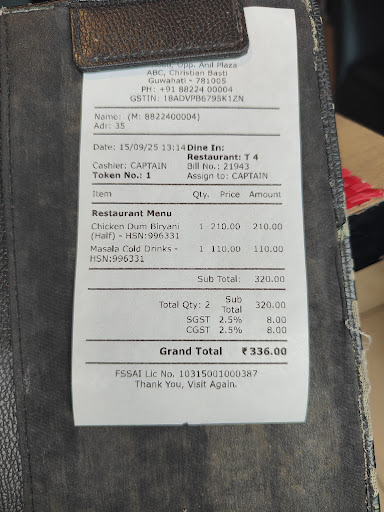 Opp. Anil Plaza
ABC, Christian Basti
Guwahati - 781005
PH: +91 88224 00004
GSTIN: 18ADVPB6795K1ZN
Name: (M: 8822400004)
Adr: 35
Date: 15/09/25 13:14 Dine In:
Restaurant: T 4
Cashier: CAPTAIN Bill No.: 21943
Token No.: 1 Assign to: CAPTAIN
Item Qty. Price Amount
Restaurant Menu
Chicken Dum Biryani 1 210.00 210.00
(Half) - HSN:996331
Masala Cold Drinks - 1 110.00 110.00
HSN:996331
Sub Total: 320.00
Total Qty: 2 Sub Total 320.00
SGST 2.5% 8.00
CGST 2.5% 8.00
Grand Total ₹336.00
FSSAI Lic No. 10315001000387
Thank You, Visit Again.